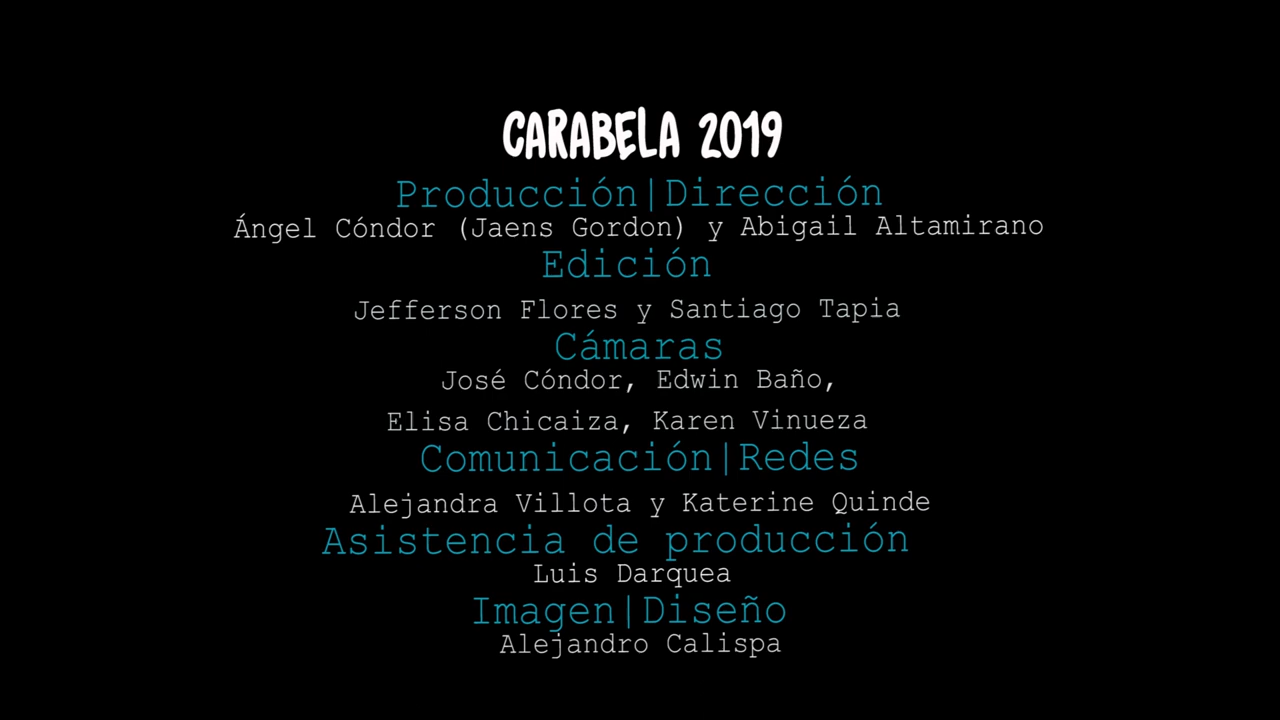 CARABELA 2019
Producción|Dirección
Ángel Cóndor (Jaens Gordon) y Abigail Altamirano
Edición
Jefferson Flores y Santiago Tapia
Cámaras
José Cóndor, Edwin Baño,
Elisa Chicaiza, Karen Vinueza
Comunicación|Redes
Alejandra Villota y Katerine Quinde
Asistencia de producción
Luis Darquea
Imagen|Diseño
Alejandro Calispa